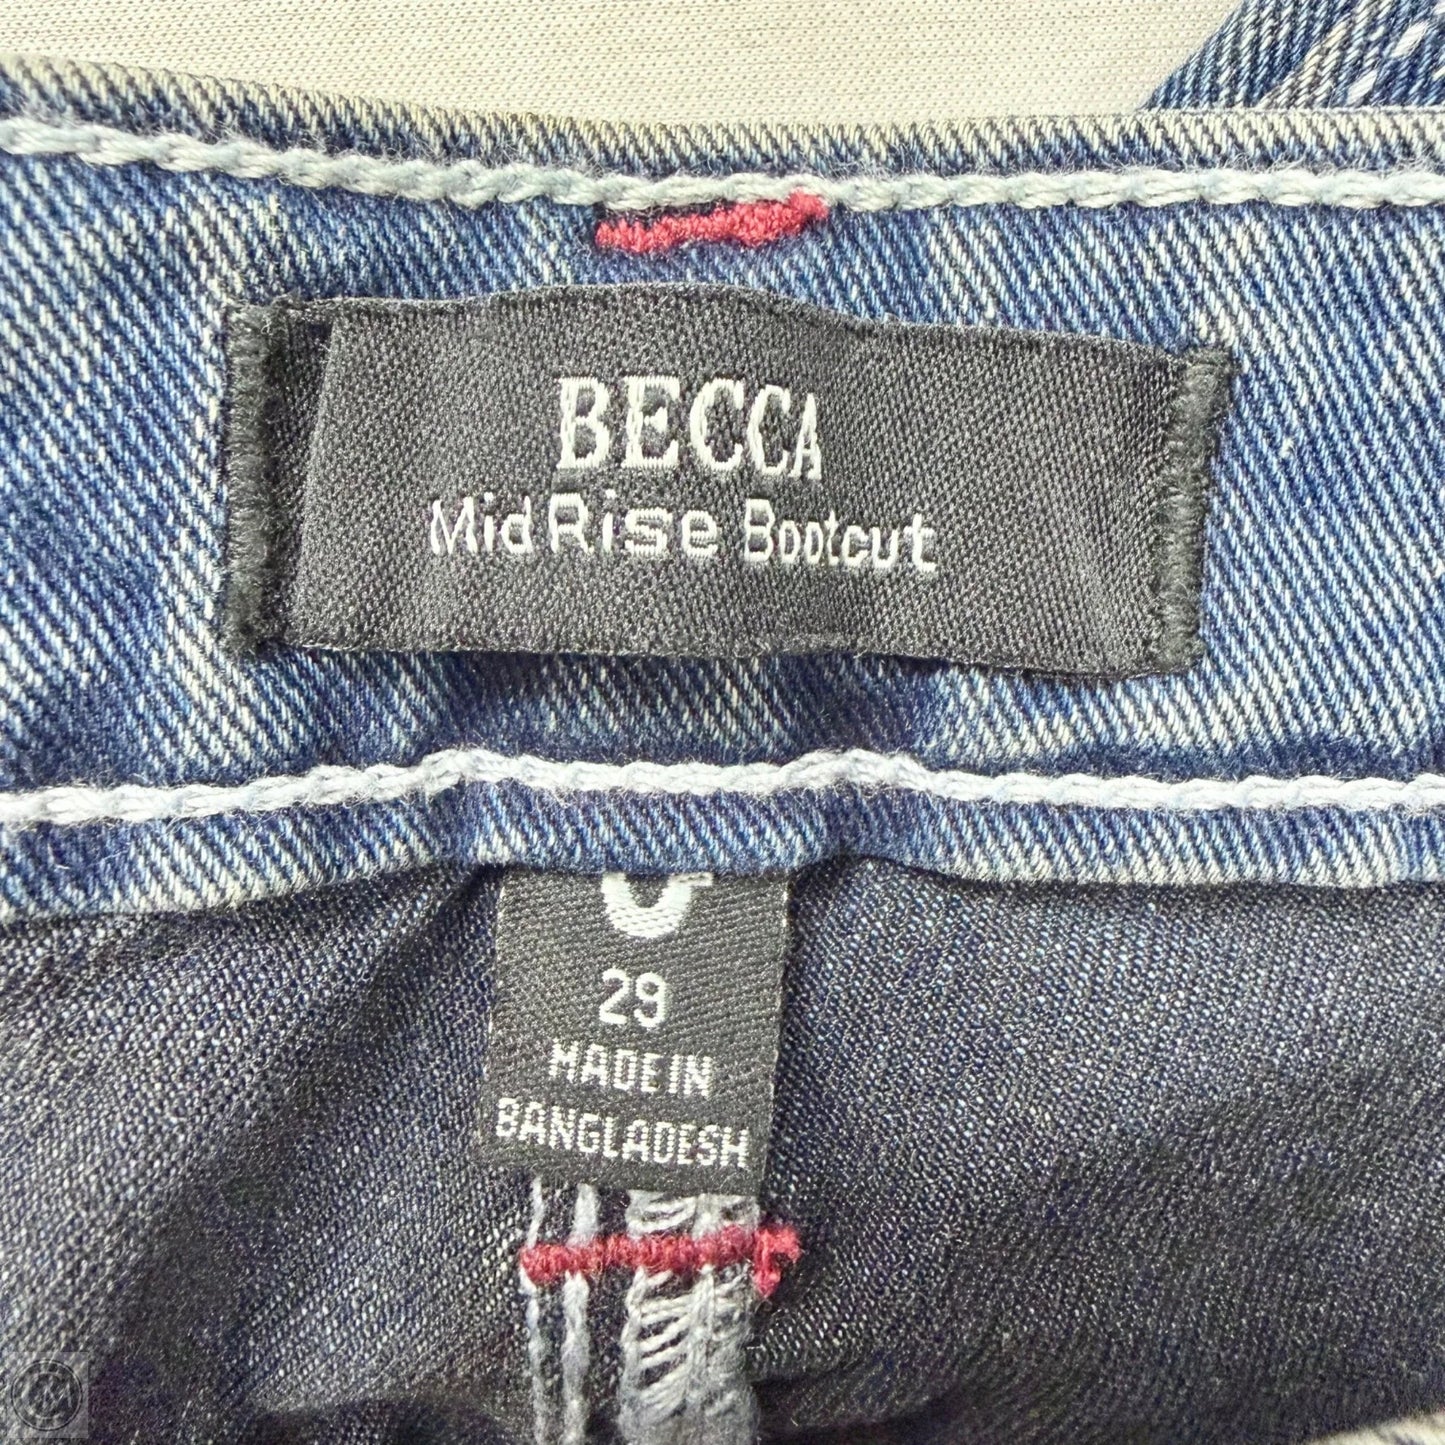 BECCA
Mid Rise Bootcut
29
MADE IN
BANGLADESH